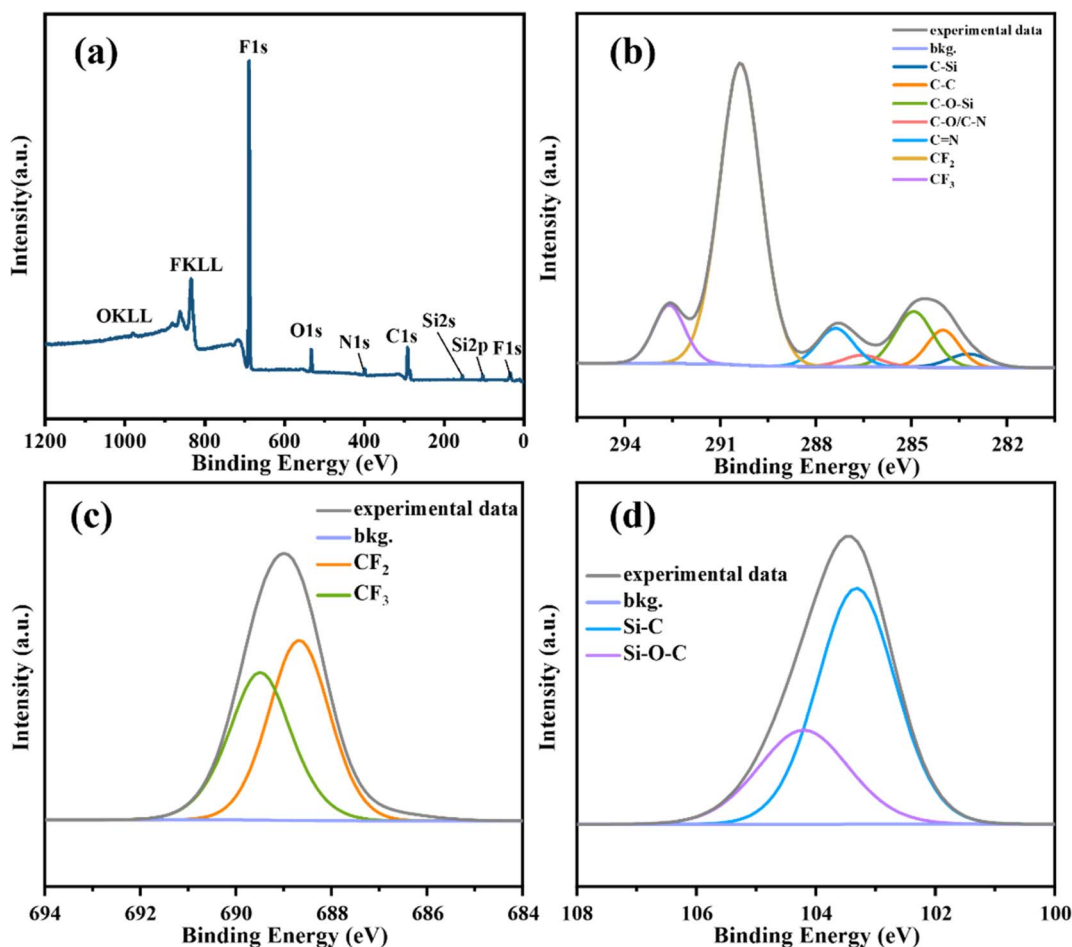 (a)
F1s
FKLL
OKLL
O1s
N1s
C1s
Si2s
Si2p
F1s
Intensity(a.u.)
1200 1000 800 600 400 200 0
Binding Energy (eV)
(b)
experimental data
bkg.
C-Si
C-C
C-O-Si
C-O/C-N
C=N
CF₂
CF₃
Intensity (a.u.)
294 291 288 285 282
Binding Energy (eV)
(c)
experimental data
bkg.
CF₂
CF₃
Intensity (a.u.)
694 692 690 688 686 684
Binding Energy (eV)
(d)
experimental data
bkg.
Si-C
Si-O-C
Intensity (a.u.)
108 106 104 102 100
Binding Energy (eV)